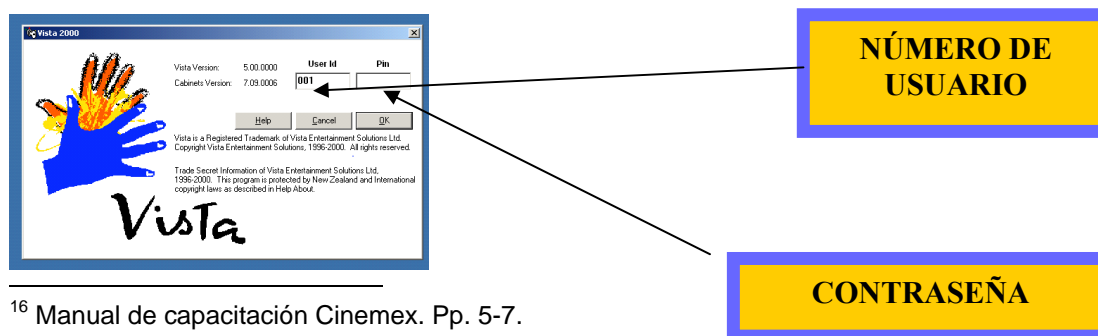 Vista 2000
Vista Version: 5.00.0000 User Id Pin
Cabinets Version: 7.09.0006 001
Help Cancel OK
Vista is a Registered Trademark of Vista Entertainment Solutions Ltd.
Copyright Vista Entertainment Solutions, 1996-2000. All rights reserved.
Trade Secret Information of Vista Entertainment Solutions Ltd,
1996-2000. This program is protected by New Zealand and International
copyright laws as described in Help About.
Vista
NÚMERO DE
USUARIO
CONTRASEÑA
16 Manual de capacitación Cinemex. Pp. 5-7.